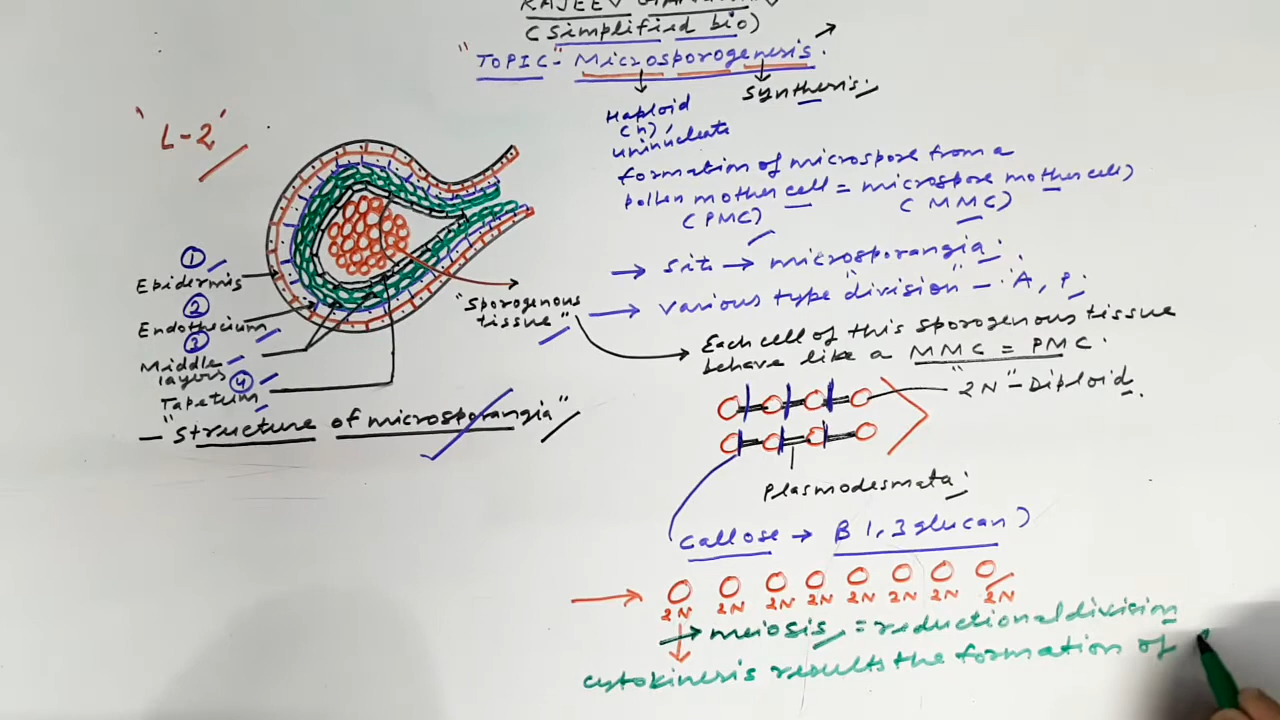 RAJEEV
(Simplified bio)
"TOPIC"- Microsporogenesis.
Synthesis
Haploid
(n),
uninucleate
"L-2"
formation of microspore from a
pollen mother cell = microspore mother cell)
(PMC) (MMC)
→ site → microsporangia.
→ various type "division" - 'A, P,
① Epidermis
② Endothecium
③ Middle
layers
④ Tapetum
"Sporogenous
tissue"
- "Structure of microsporangia"
Each cell of this sporogenous tissue
behave like a MMC = PMC.
"2N"-Diploid.
Plasmodesmata.
callose → B 1,3 glucan)
2N 2N 2N 2N 2N 2N 2N 2N
→ meiosis = reductional division
cytokinesis results the formation of